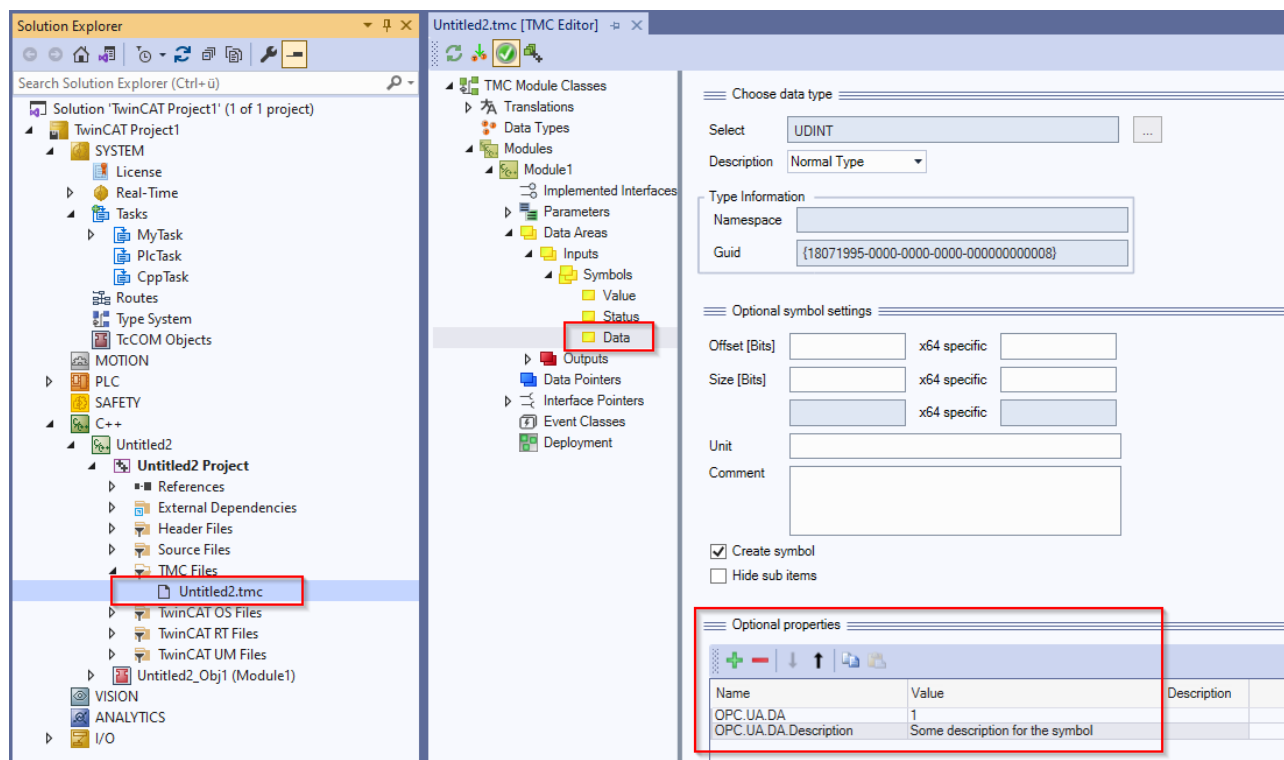 Solution Explorer
Search Solution Explorer (Ctrl+ü)
Solution 'TwinCAT Project1' (1 of 1 project)
TwinCAT Project1
SYSTEM
License
Real-Time
Tasks
MyTask
PlcTask
CppTask
Routes
Type System
TcCOM Objects
MOTION
PLC
SAFETY
C++
Untitled2
Untitled2 Project
References
External Dependencies
Header Files
Source Files
TMC Files
Untitled2.tmc
TwinCAT OS Files
TwinCAT RT Files
TwinCAT UM Files
Untitled2_Obj1 (Module1)
VISION
ANALYTICS
I/O
Untitled2.tmc [TMC Editor]
TMC Module Classes
Translations
Data Types
Modules
Module1
Implemented Interfaces
Parameters
Data Areas
Inputs
Symbols
Value
Status
Data
Outputs
Data Pointers
Interface Pointers
Event Classes
Deployment
Choose data type
Select UDINT ...
Description Normal Type
Type Information
Namespace
Guid {18071995-0000-0000-0000-000000000008}
Optional symbol settings
Offset [Bits] x64 specific
Size [Bits] x64 specific
x64 specific
Unit
Comment
Create symbol
Hide sub items
Optional properties
Name Value Description
OPC.UA.DA 1
OPC.UA.DA.Description Some description for the symbol